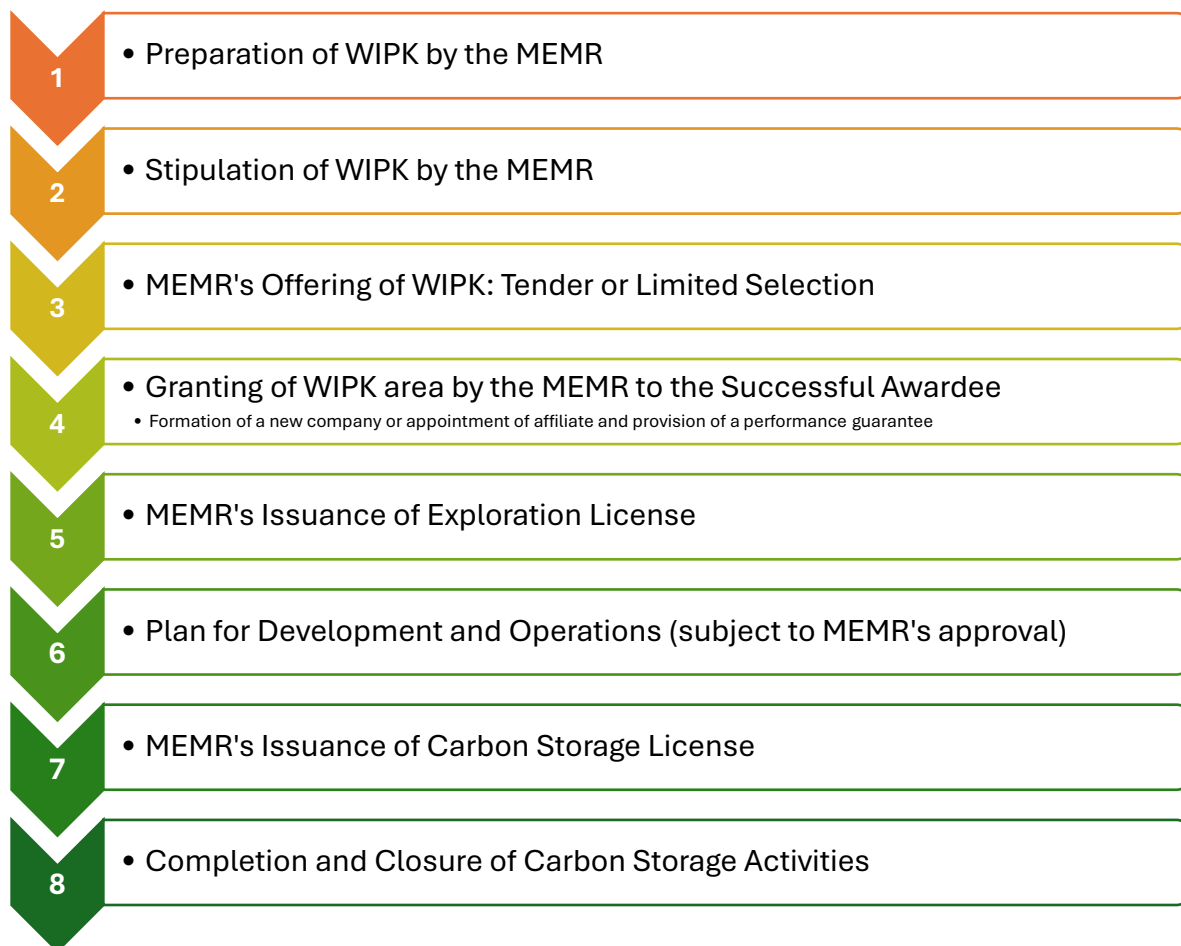 1
• Preparation of WIPK by the MEMR
2
• Stipulation of WIPK by the MEMR
3
• MEMR's Offering of WIPK: Tender or Limited Selection
4
• Granting of WIPK area by the MEMR to the Successful Awardee
• Formation of a new company or appointment of affiliate and provision of a performance guarantee
5
• MEMR's Issuance of Exploration License
6
• Plan for Development and Operations (subject to MEMR's approval)
7
• MEMR's Issuance of Carbon Storage License
8
• Completion and Closure of Carbon Storage Activities